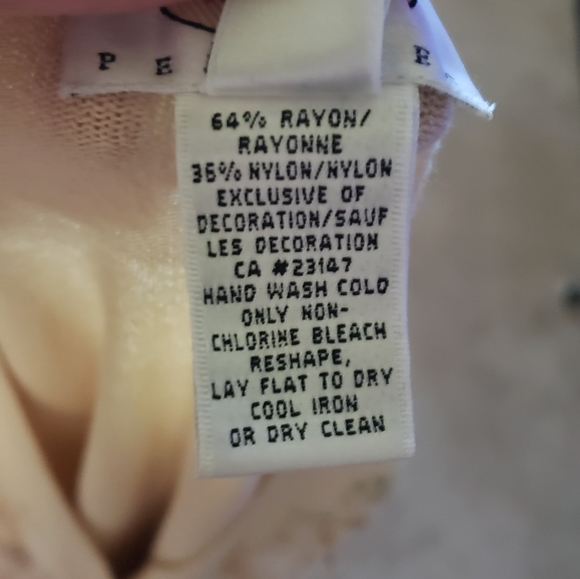 P E E
64% RAYON/
RAYONNE
36% NYLON/NYLON
EXCLUSIVE OF
DECORATION/SAUF
LES DECORATION
CA #23147
HAND WASH COLD
ONLY NON-
CHLORINE BLEACH
RESHAPE,
LAY FLAT TO DRY
COOL IRON
OR DRY CLEAN